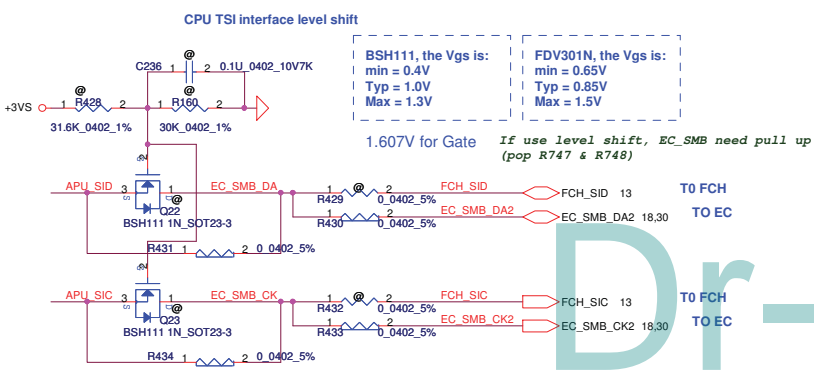 CPU TSI interface level shift
@
C236 1 2 0.1U_0402_10V7K
BSH111, the Vgs is:
min = 0.4V
Typ = 1.0V
Max = 1.3V
FDV301N, the Vgs is:
min = 0.65V
Typ = 0.85V
Max = 1.5V
@ @
+3VS 1 R428 2 1 R160 2
31.6K_0402_1% 30K_0402_1%
1.607V for Gate
If use level shift, EC_SMB need pull up
(pop R747 & R748)
2
G
APU_SID 3 1 EC_SMB_DA 1 @ 2 FCH_SID FCH_SID 13 T0 FCH
S D @ R429 0_0402_5%
Q22 1 2 EC_SMB_DA2 EC_SMB_DA2 18,30 TO EC
BSH111 1N_SOT23-3 R430 0_0402_5%
R431 1 2 0_0402_5%
2
G
APU_SIC 3 1 EC_SMB_CK 1 @ 2 FCH_SIC FCH_SIC 13 T0 FCH
S D @ R432 0_0402_5%
Q23 1 2 EC_SMB_CK2 EC_SMB_CK2 18,30 TO EC
BSH111 1N_SOT23-3 R433 0_0402_5%
R434 1 2 0_0402_5%
Dr-